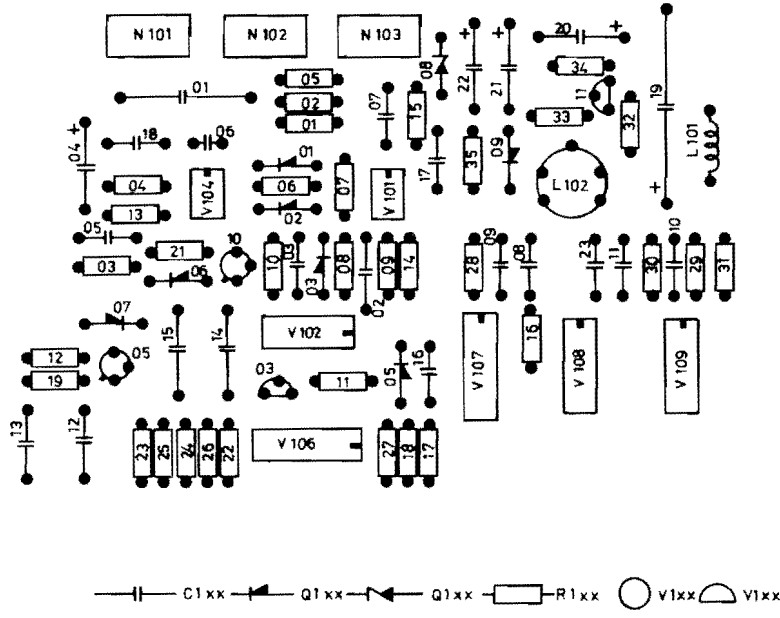 N 101 N 102 N 103
20
05 34
08 22 21 19
01 02 07 15 11
01 33 32
04 18 06 L 101
01 35 09
04 V 104 06 07 V 101 17 L 102
13 02
05 10 03 09 08 10
21 10 08 09 14 28 23 11 30 29 31
03 06 03 02
07 15 14 V 102 V 107 16 V 108 V 109
12 05 03 16
19 11 05
13 12 V 106
23 25 24 26 22 27 18 17
C1xx Q1xx Q1xx R1xx V1xx V1xx